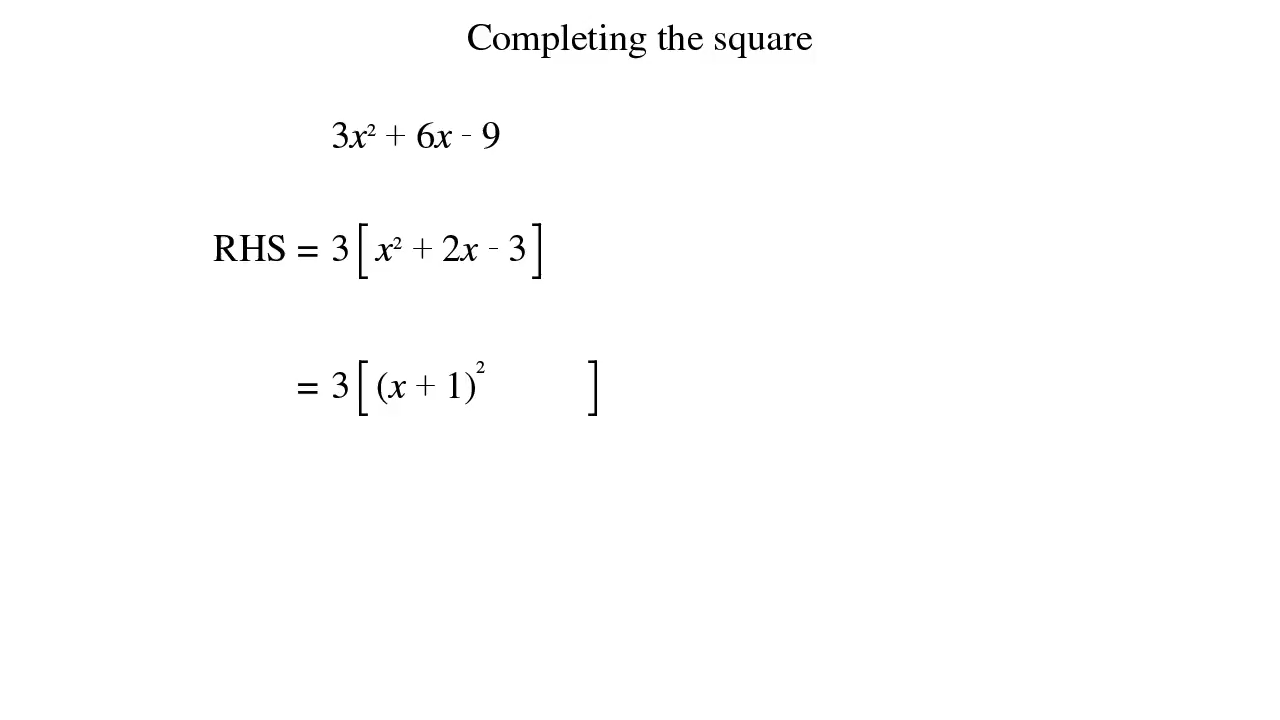 Completing the square
3x² + 6x - 9
RHS = 3[x² + 2x - 3]
= 3[(x + 1)² ]